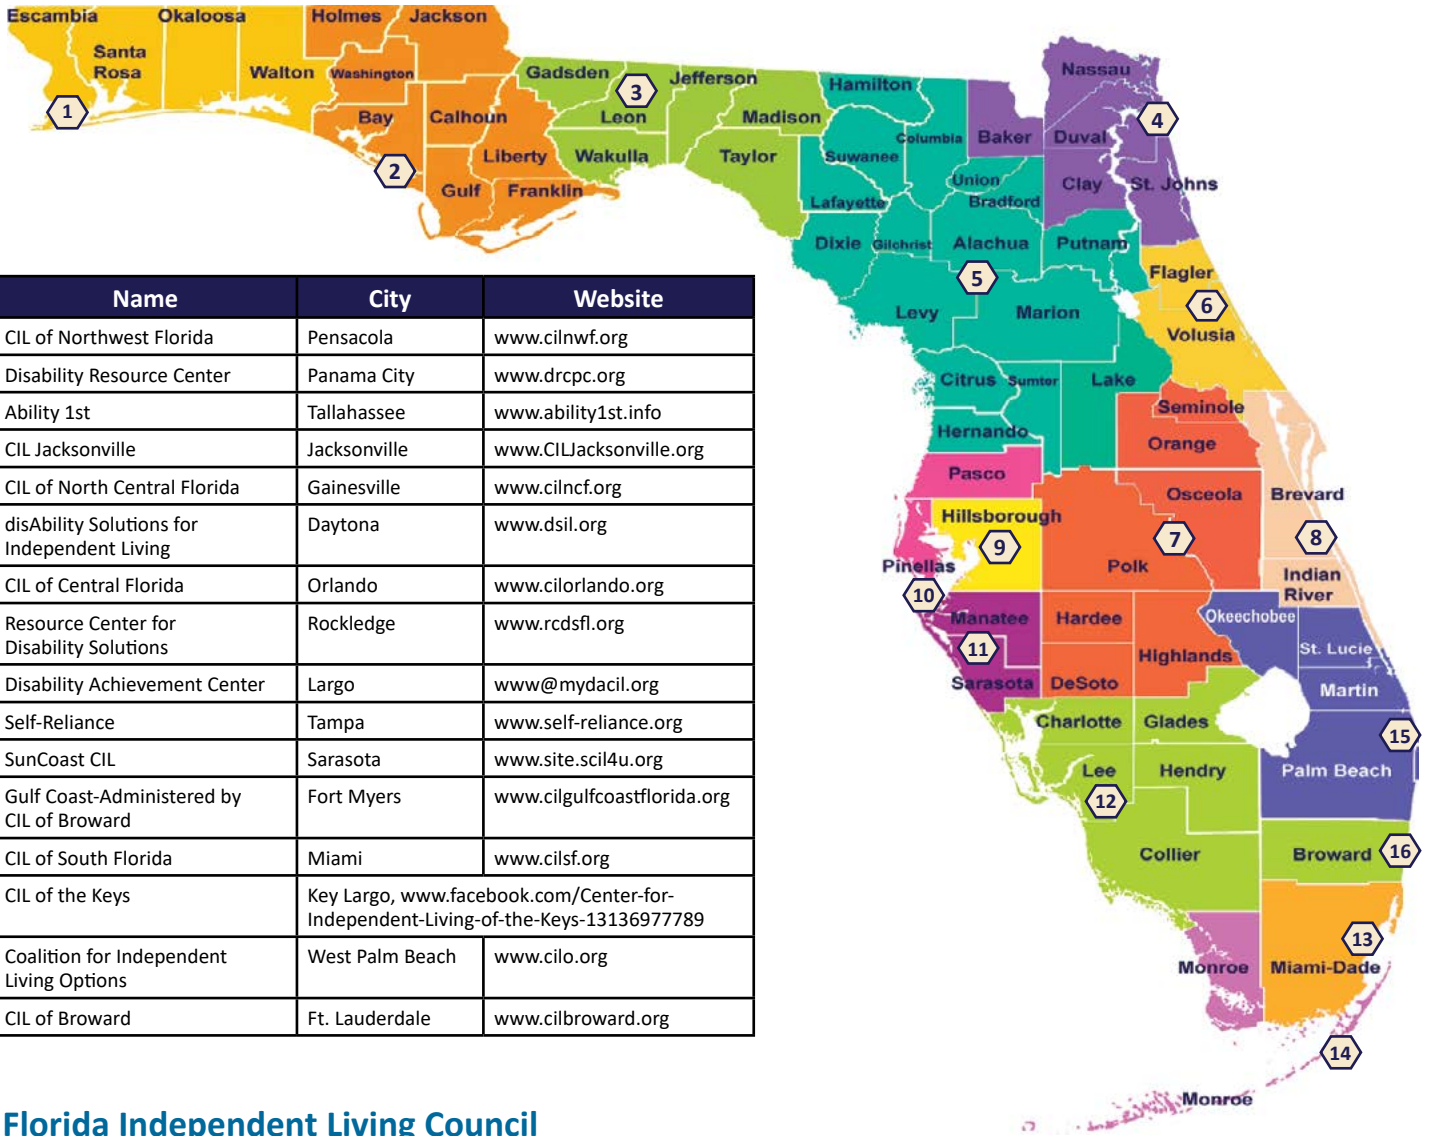 Escambia
Okaloosa
Holmes
Jackson
Santa
Rosa
Walton
Washington
1
Bay
Calhoun
2
Liberty
Gulf
Franklin
Gadsden
3
Jefferson
Leon
Madison
Wakulla
Taylor
Hamilton
Columbia
Suwanee
Lafayette
Baker
Nassau
Duval
4
Clay
St. Johns
Union
Bradford
Dixie
Gilchrist
Alachua
Putnam
5
Levy
Marion
Flagler
6
Volusia
Citrus
Sumter
Lake
Hernando
Seminole
Orange
Pasco
Osceola
Brevard
Hillsborough
9
7
8
Pinellas
Polk
Indian
River
10
Manatee
Hardee
Okeechobee
11
Highlands
St. Lucie
Sarasota
DeSoto
Martin
Charlotte
Glades
15
Lee
Hendry
Palm Beach
12
Collier
Broward
16
13
Monroe
Miami-Dade
14
Monroe
Name City Website
CIL of Northwest Florida Pensacola www.cilnwf.org
Disability Resource Center Panama City www.drcpc.org
Ability 1st Tallahassee www.ability1st.info
CIL Jacksonville Jacksonville www.CILJacksonville.org
CIL of North Central Florida Gainesville www.cilncf.org
disAbility Solutions for Daytona www.dsil.org
Independent Living
CIL of Central Florida Orlando www.cilorlando.org
Resource Center for Rockledge www.rcdsfl.org
Disability Solutions
Disability Achievement Center Largo www@mydacil.org
Self-Reliance Tampa www.self-reliance.org
SunCoast CIL Sarasota www.site.scil4u.org
Gulf Coast-Administered by Fort Myers www.cilgulfcoastflorida.org
CIL of Broward
CIL of South Florida Miami www.cilsf.org
CIL of the Keys Key Largo, www.facebook.com/Center-for-
Independent-Living-of-the-Keys-13136977789
Coalition for Independent West Palm Beach www.cilo.org
Living Options
CIL of Broward Ft. Lauderdale www.cilbroward.org
Florida Independent Living Council